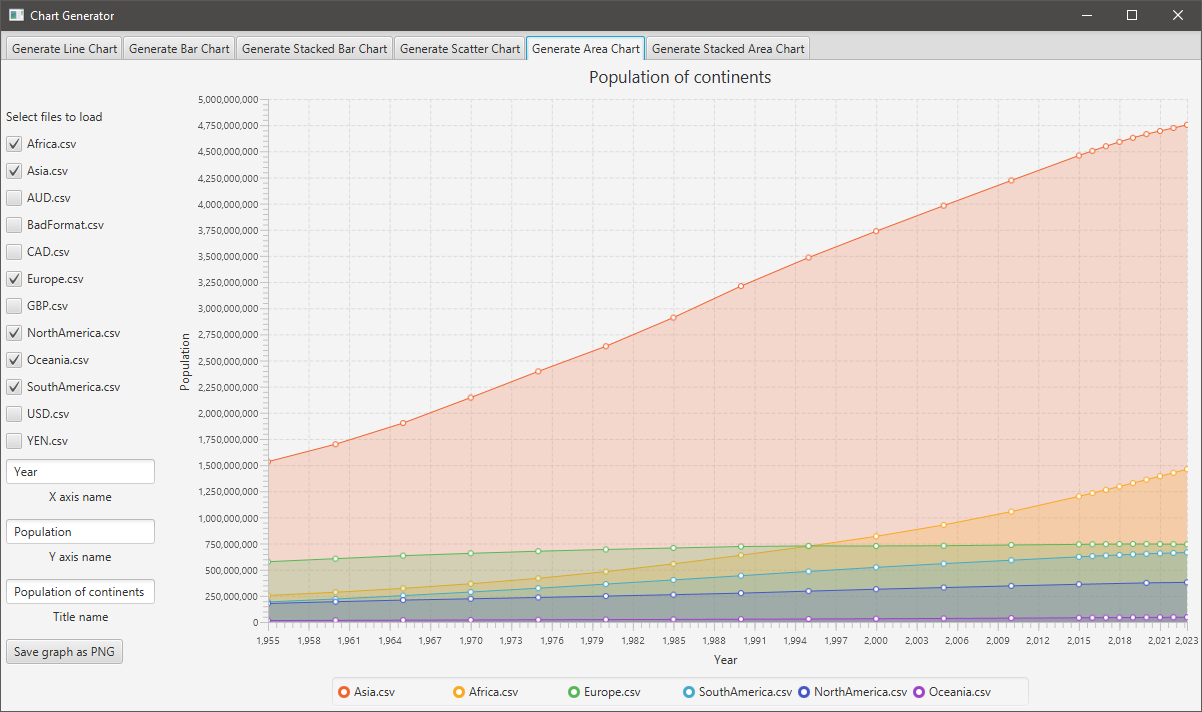 Chart Generator
Generate Line Chart Generate Bar Chart Generate Stacked Bar Chart Generate Scatter Chart Generate Area Chart Generate Stacked Area Chart
Select files to load
Africa.csv
Asia.csv
AUD.csv
BadFormat.csv
CAD.csv
Europe.csv
GBP.csv
NorthAmerica.csv
Oceania.csv
SouthAmerica.csv
USD.csv
YEN.csv
Year
X axis name
Population
Y axis name
Population of continents
Title name
Save graph as PNG
Population of continents
5,000,000,000
4,750,000,000
4,500,000,000
4,250,000,000
4,000,000,000
3,750,000,000
3,500,000,000
3,250,000,000
3,000,000,000
2,750,000,000
2,500,000,000
2,250,000,000
2,000,000,000
1,750,000,000
1,500,000,000
1,250,000,000
1,000,000,000
750,000,000
500,000,000
250,000,000
0
Population
1,955 1,958 1,961 1,964 1,967 1,970 1,973 1,976 1,979 1,982 1,985 1,988 1,991 1,994 1,997 2,000 2,003 2,006 2,009 2,012 2,015 2,018 2,021 2,023
Year
Asia.csv Africa.csv Europe.csv SouthAmerica.csv NorthAmerica.csv Oceania.csv